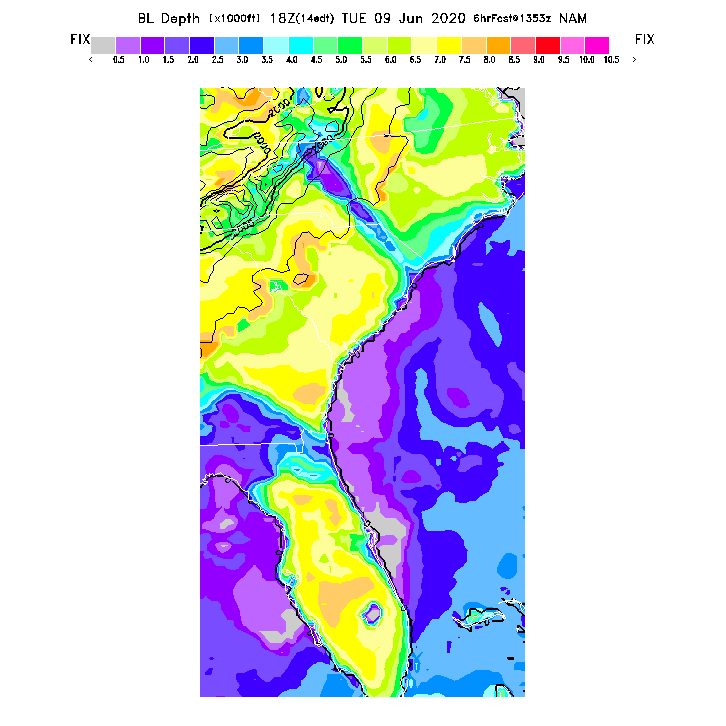 BL Depth [x1000ft] 18Z(14edt) TUE 09 Jun 2020 6hrFcst@1353z NAM
FIX FIX
< 0.5 1.0 1.5 2.0 2.5 3.0 3.5 4.0 4.5 5.0 5.5 6.0 6.5 7.0 7.5 8.0 8.5 9.0 9.5 10.0 10.5 >
2000
2000